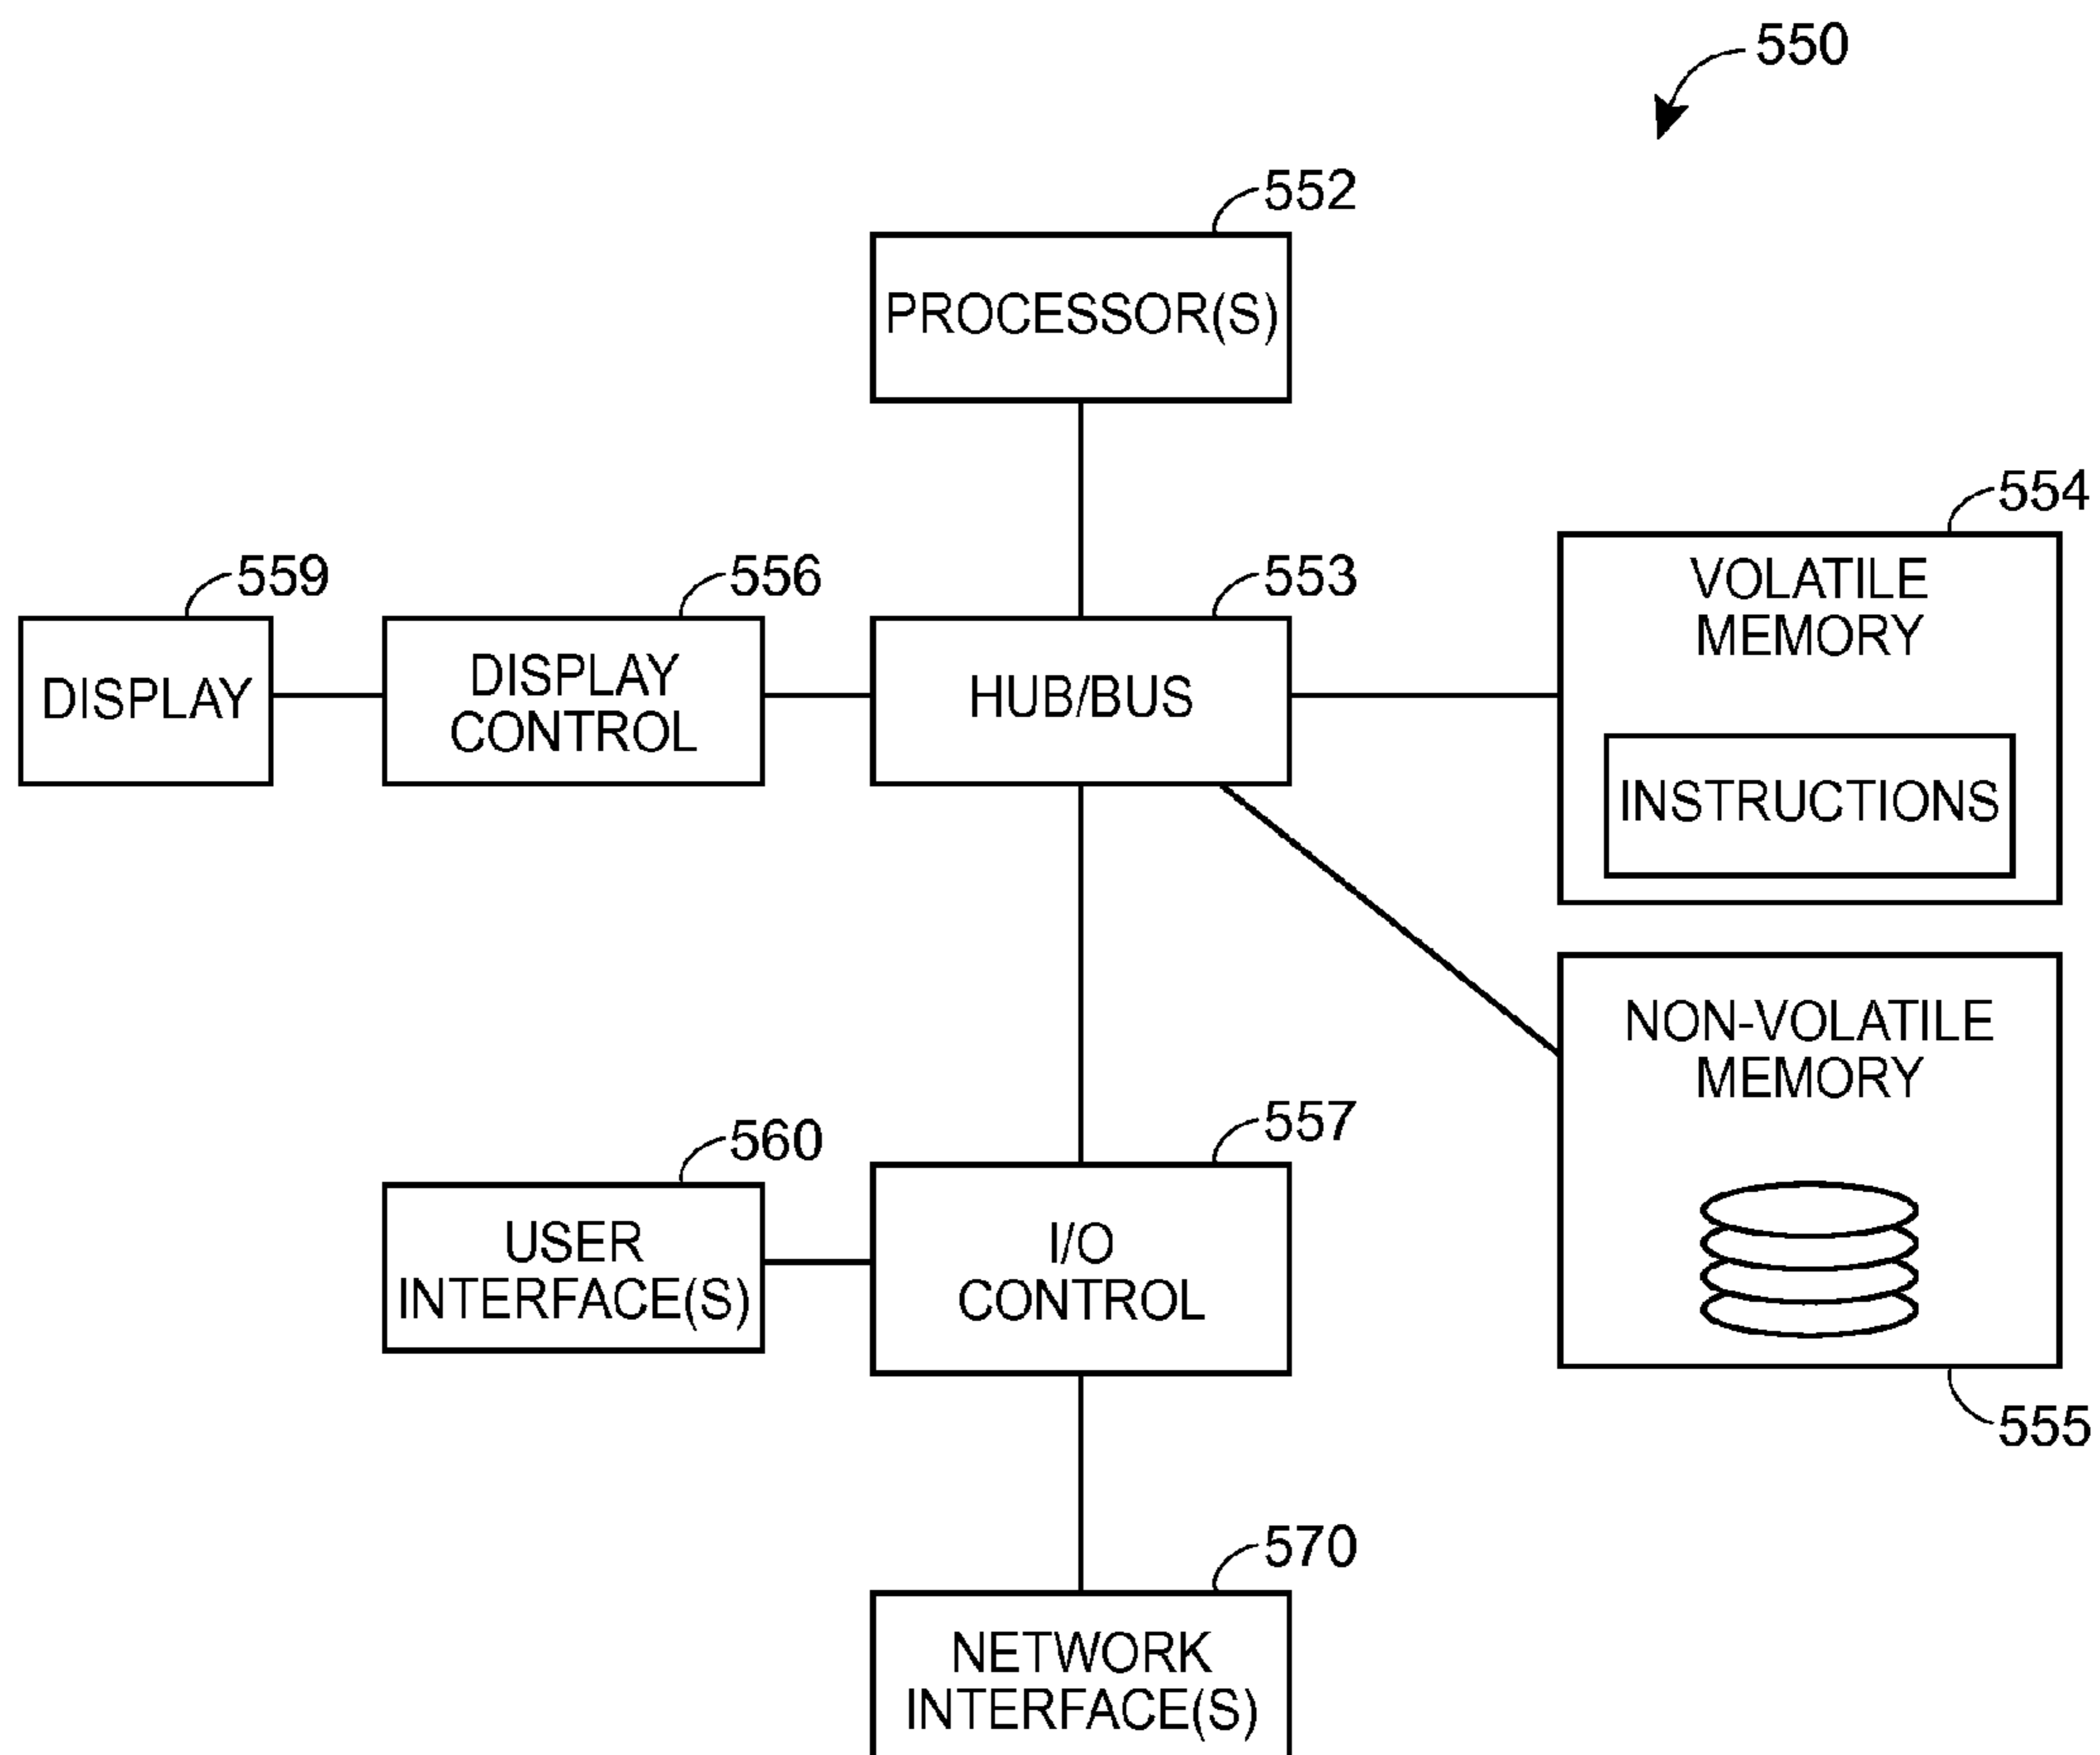 550
552
PROCESSOR(S)
554
559
556
553
VOLATILE
MEMORY
DISPLAY
DISPLAY
CONTROL
HUB/BUS
INSTRUCTIONS
NON-VOLATILE
MEMORY
560
557
USER
INTERFACE(S)
I/O
CONTROL
555
570
NETWORK
INTERFACE(S)